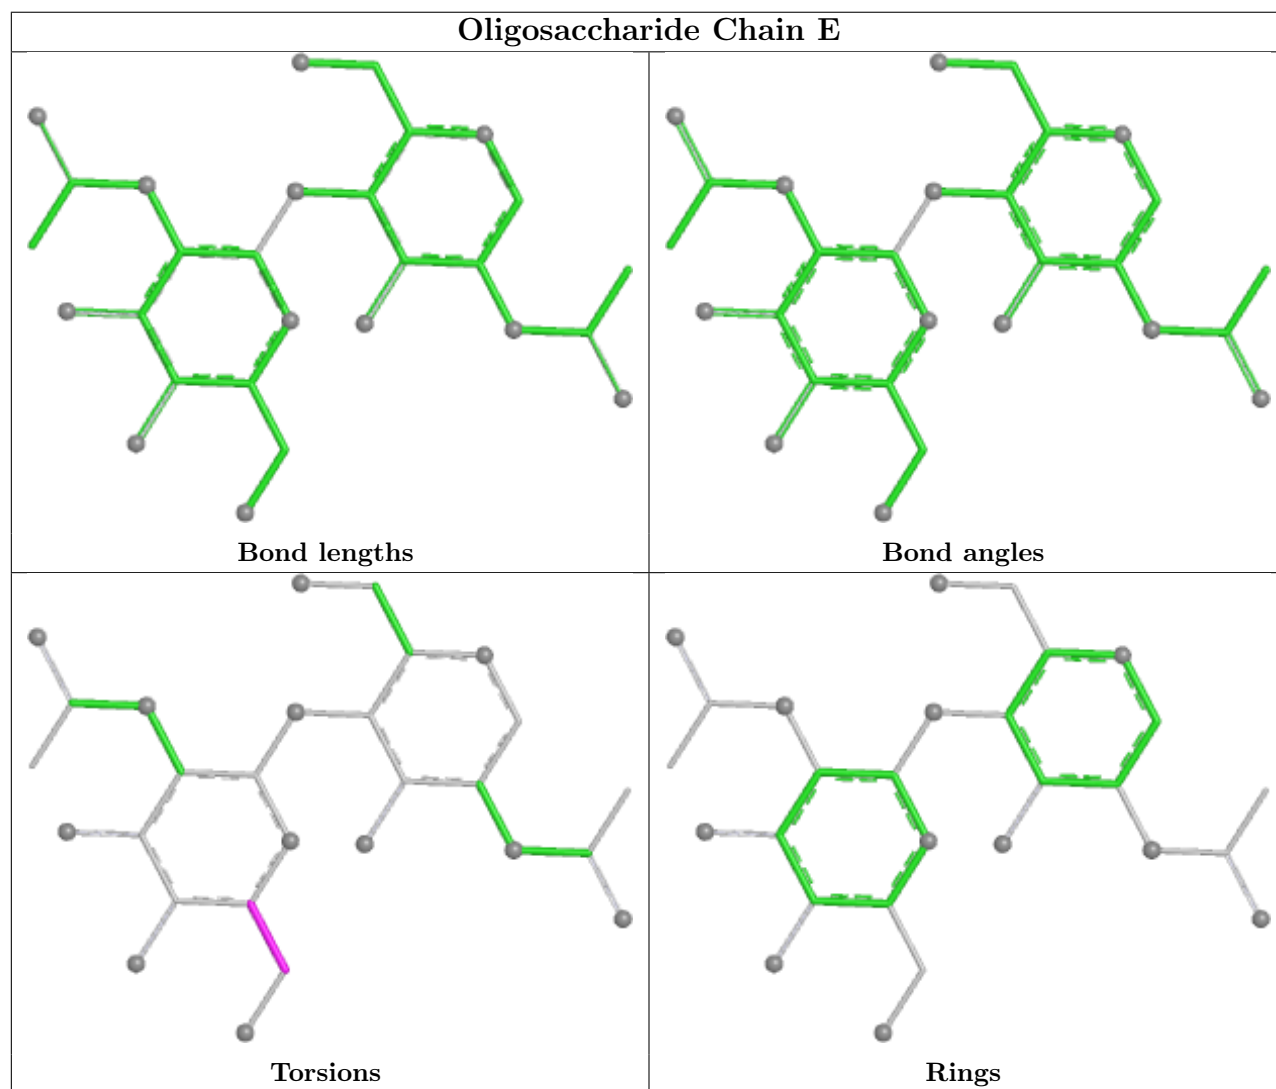 Oligosaccharide Chain E
Bond lengths
Bond angles
Torsions
Rings